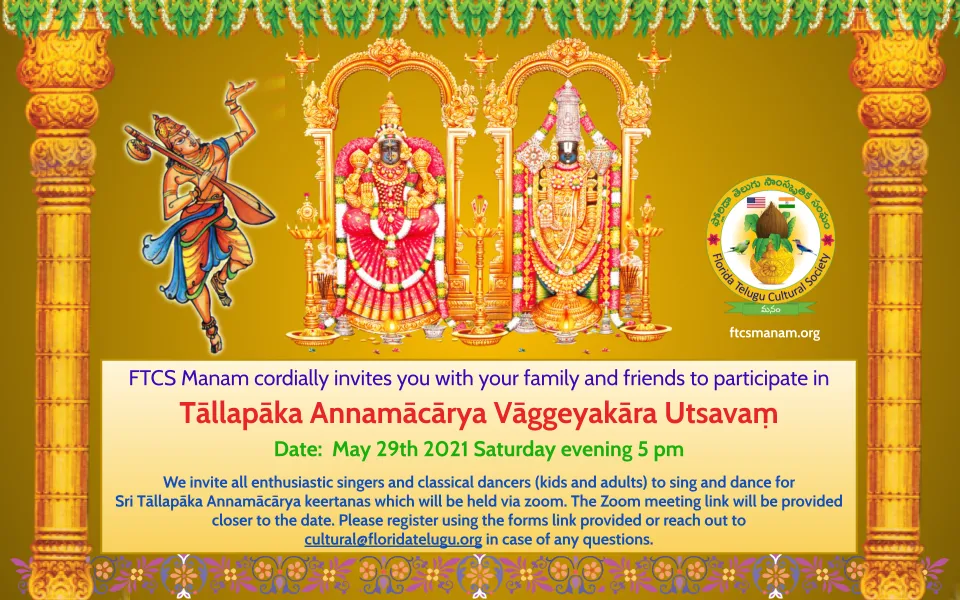 ఫ్లోరిడా తెలుగు సాంస్కృతిక సంఘం
Florida Telugu Cultural Society
మనం
ftcsmanam.org
FTCS Manam cordially invites you with your family and friends to participate in
Tāllapāka Annamācārya Vāggeyakāra Utsavaṃ
Date: May 29th 2021 Saturday evening 5 pm
We invite all enthusiastic singers and classical dancers (kids and adults) to sing and dance for
Sri Tāllapāka Annamācārya keertanas which will be held via zoom. The Zoom meeting link will be provided
closer to the date. Please register using the forms link provided or reach out to
cultural@floridatelugu.org in case of any questions.